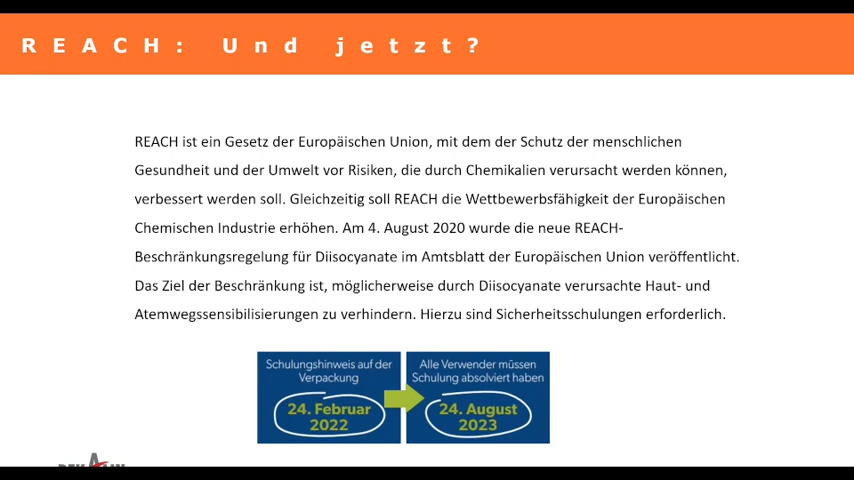 REACH: Und jetzt?
REACH ist ein Gesetz der Europäischen Union, mit dem der Schutz der menschlichen
Gesundheit und der Umwelt vor Risiken, die durch Chemikalien verursacht werden können,
verbessert werden soll. Gleichzeitig soll REACH die Wettbewerbsfähigkeit der Europäischen
Chemischen Industrie erhöhen. Am 4. August 2020 wurde die neue REACH-
Beschränkungsregelung für Diisocyanate im Amtsblatt der Europäischen Union veröffentlicht.
Das Ziel der Beschränkung ist, möglicherweise durch Diisocyanate verursachte Haut- und
Atemwegssensibilisierungen zu verhindern. Hierzu sind Sicherheitsschulungen erforderlich.
Schulungshinweis auf der
Verpackung
24. Februar
2022
Alle Verwender müssen
Schulung absolviert haben
24. August
2023